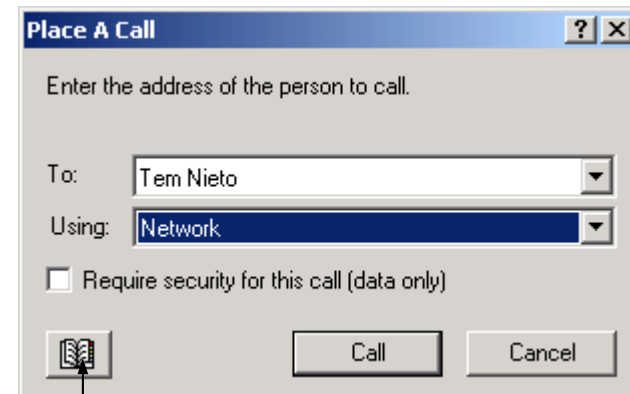 Place A Call
Enter the address of the person to call.
To: Tem Nieto
Using: Network
Require security for this call (data only)
Call Cancel